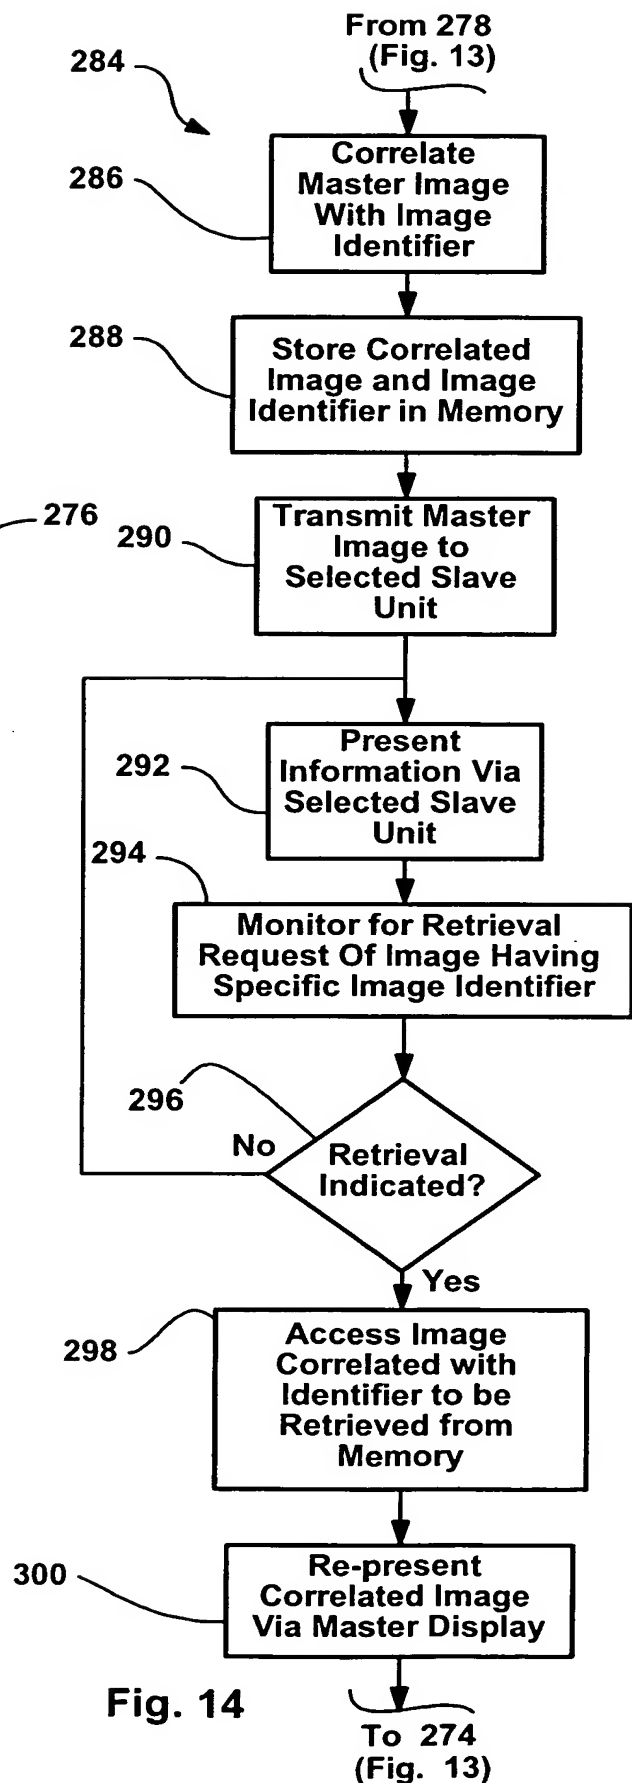 From 278
(Fig. 13)
284
Correlate
Master Image
With Image
Identifier
286
Store Correlated
Image and Image
Identifier in Memory
288
276
290
Transmit Master
Image to
Selected Slave
Unit
Present
Information Via
Selected Slave
Unit
292
294
Monitor for Retrieval
Request Of Image Having
Specific Image Identifier
296
No
Retrieval
Indicated?
Yes
298
Access Image
Correlated with
Identifier to be
Retrieved from
Memory
300
Re-present
Correlated Image
Via Master Display
Fig. 14
To 274
(Fig. 13)